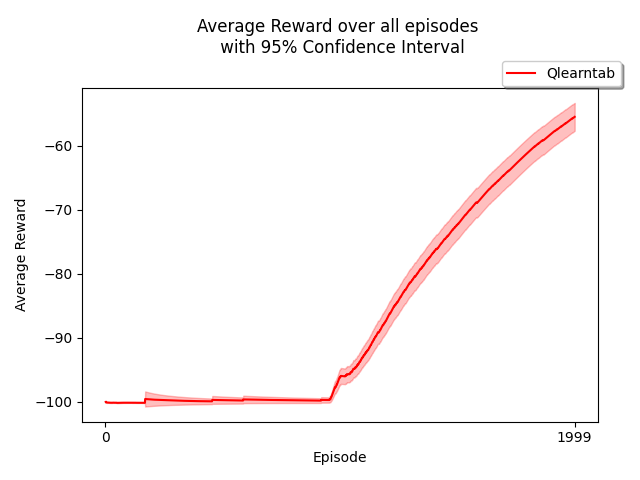 Average Reward over all episodes
with 95% Confidence Interval
Qlearntab
−60
−70
−80
−90
−100
Average Reward
0
1999
Episode